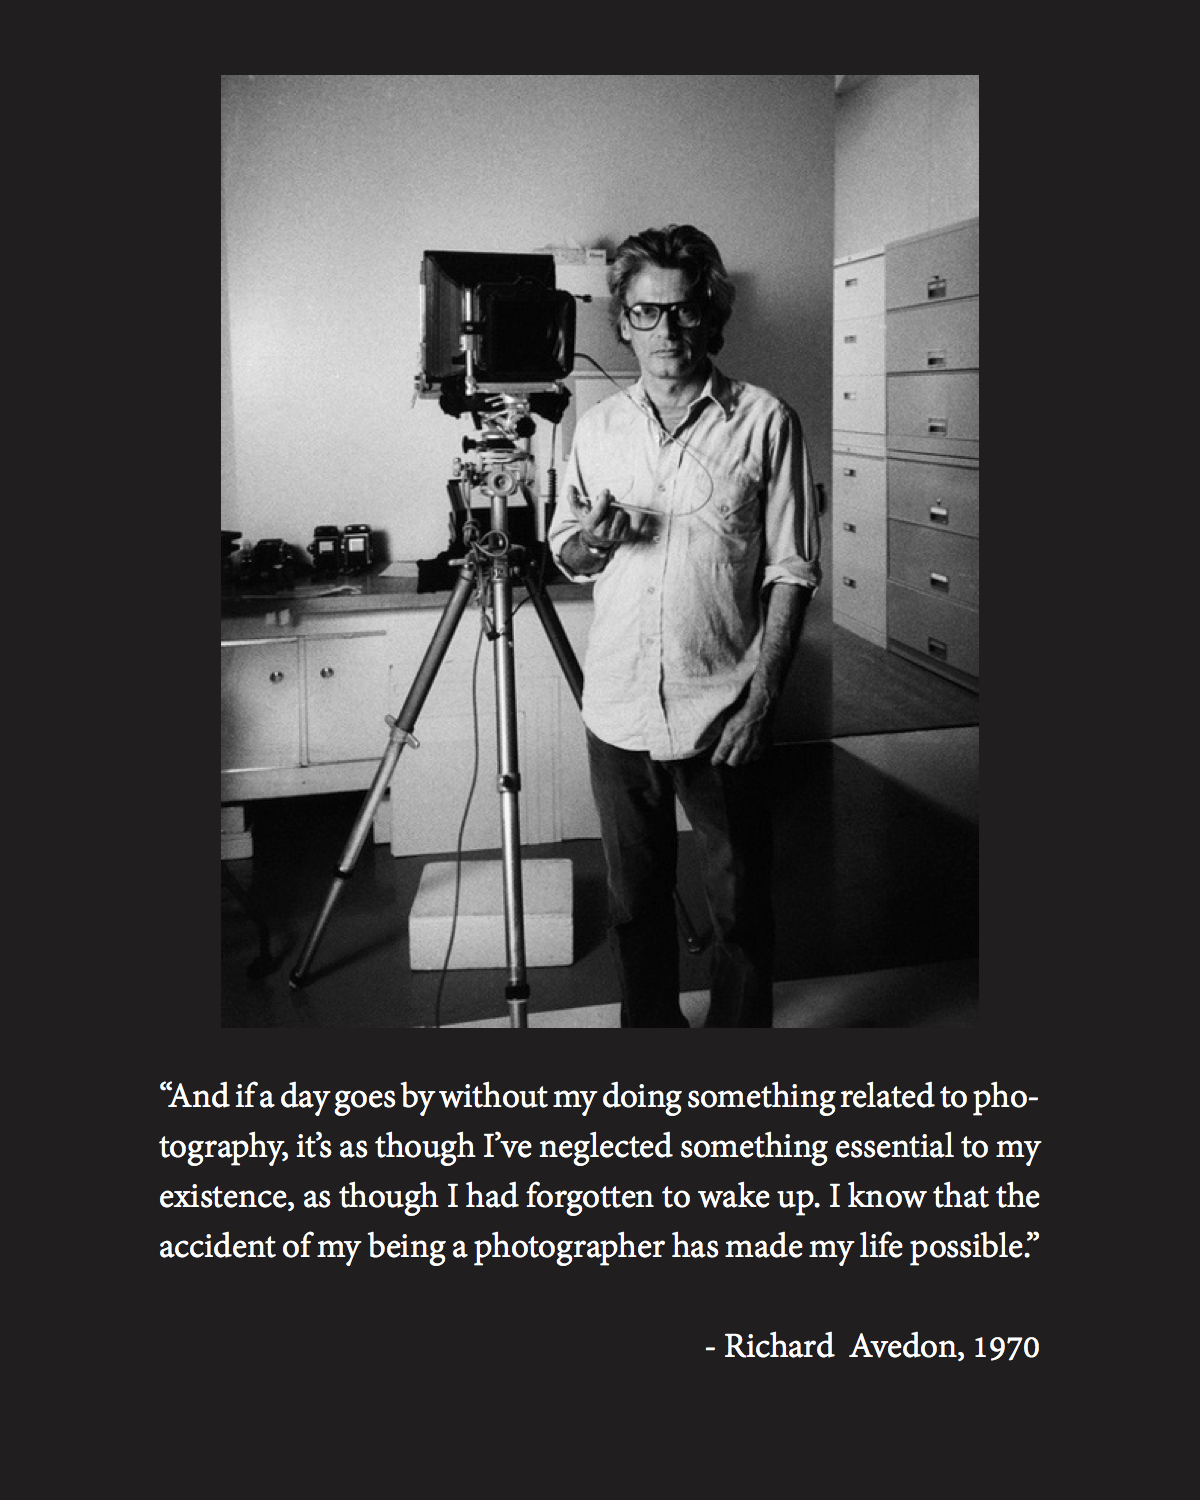 “And if a day goes by without my doing something related to pho-
tography, it’s as though I’ve neglected something essential to my
existence, as though I had forgotten to wake up. I know that the
accident of my being a photographer has made my life possible.”
- Richard  Avedon, 1970